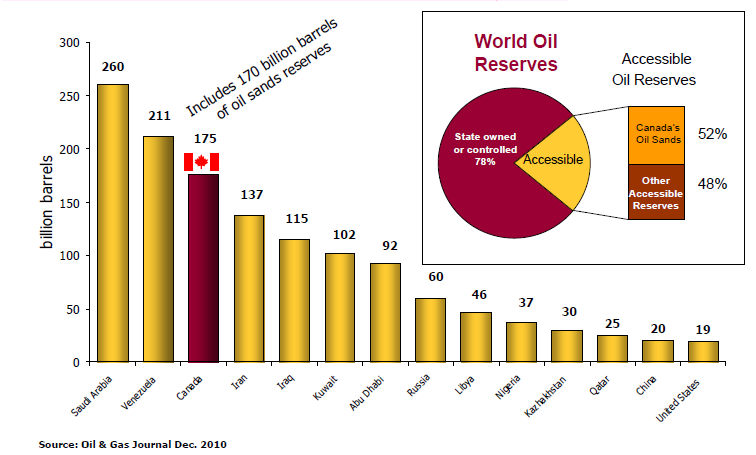 300
250
200
150
100
50
0
billion barrels
260
211
175
137
115
102
92
60
46
37
30
25
20
19
Includes 170 billion barrels
of oil sands reserves
Saudi Arabia
Venezuela
Canada
Iran
Iraq
Kuwait
Abu Dhabi
Russia
Libya
Nigeria
Kazhakhstan
Qatar
China
United States
World Oil
Reserves
State owned
or controlled
78%
Accessible
Accessible
Oil Reserves
Canada's
Oil Sands
52%
Other
Accessible
Reserves
48%
Source: Oil & Gas Journal Dec. 2010